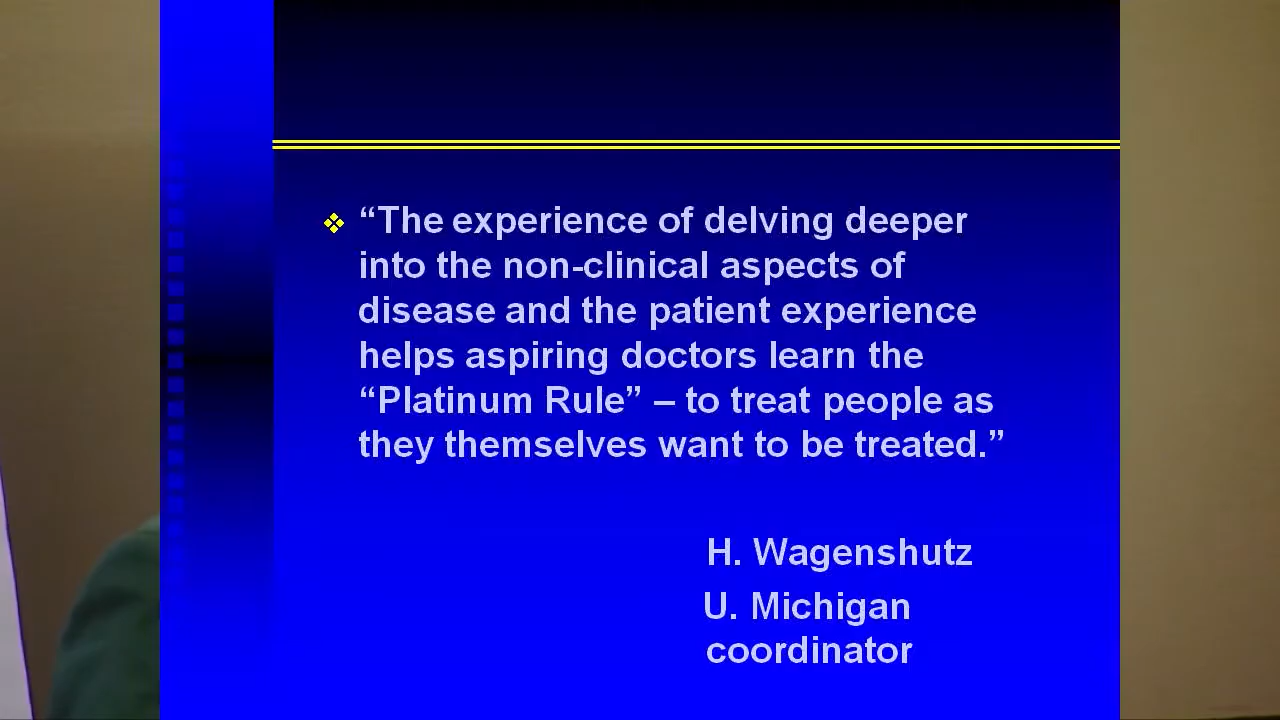 “The experience of delving deeper
into the non-clinical aspects of
disease and the patient experience
helps aspiring doctors learn the
“Platinum Rule” – to treat people as
they themselves want to be treated.”
H. Wagenshutz
U. Michigan
coordinator